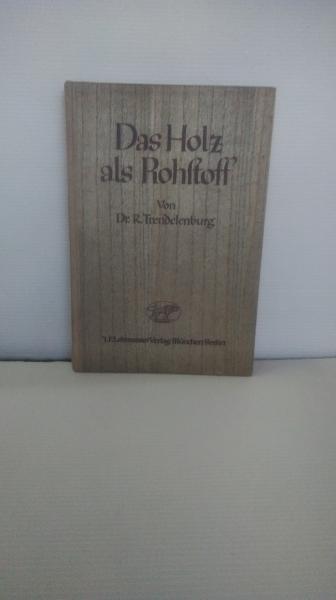 Das Holz
als Rohſtoff
Von
Dr. R. Trendelenburg
J.F. Lehmanns Verlag München/Berlin